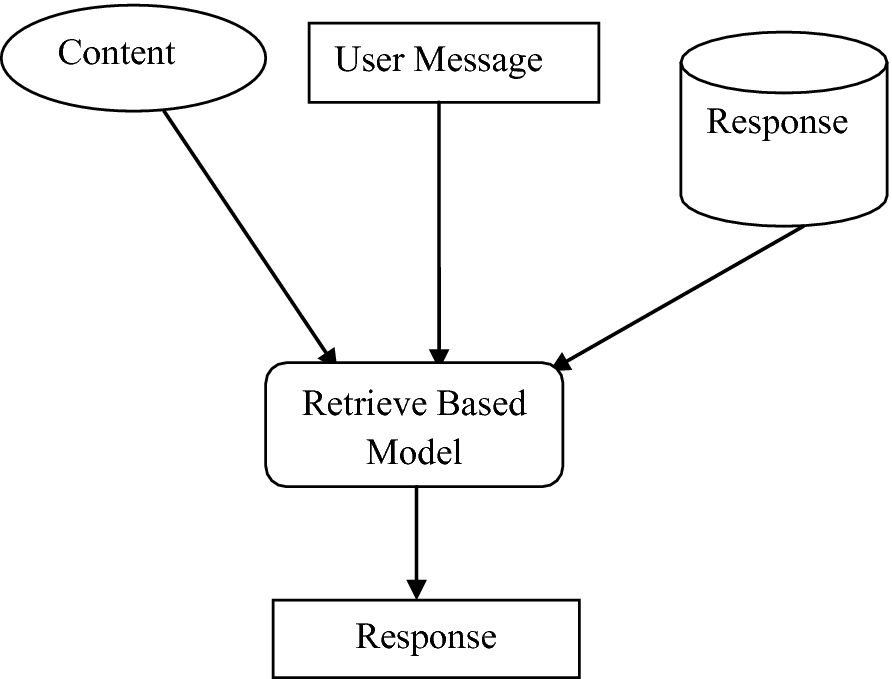 Content
User Message
Response
Retrieve Based
Model
Response